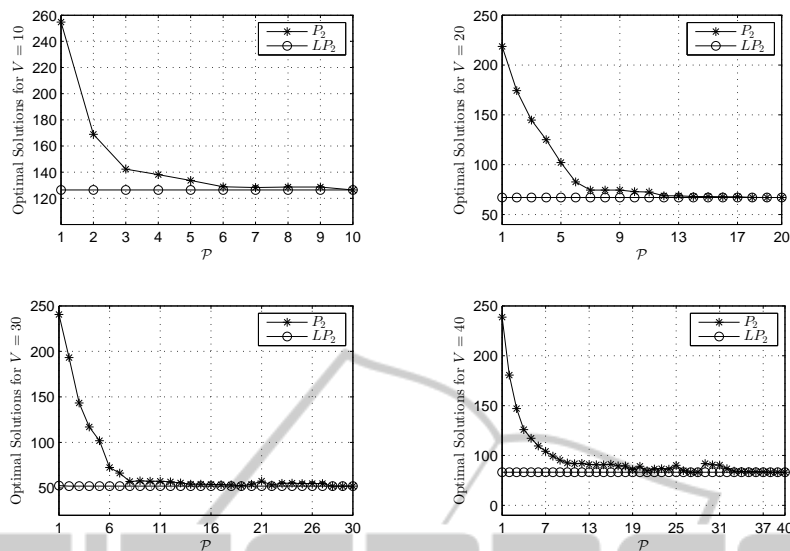 Optimal Solutions for V = 10
260
240
220
200
180
160
140
120
1 2 3 4 5 6 7 8 9 10
𝒫
P₂
LP₂
Optimal Solutions for V = 20
250
200
150
100
50
1 5 9 13 17 20
𝒫
P₂
LP₂
Optimal Solutions for V = 30
250
200
150
100
50
1 6 11 16 21 26 30
𝒫
P₂
LP₂
Optimal Solutions for V = 40
250
200
150
100
50
0
1 7 13 19 25 31 37 40
𝒫
P₂
LP₂